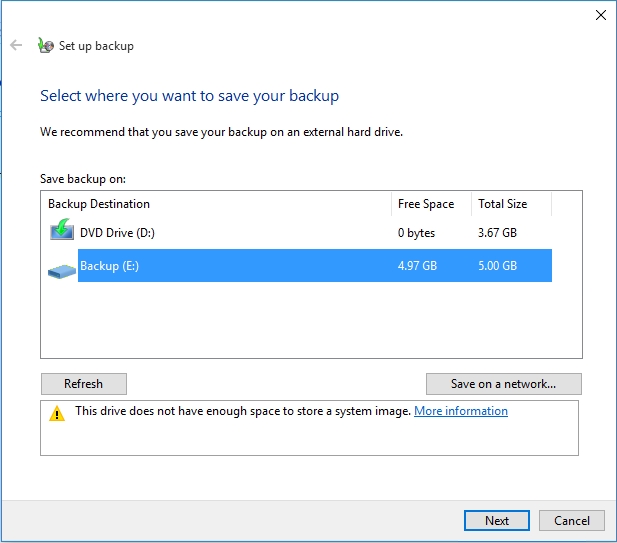 Set up backup
Select where you want to save your backup
We recommend that you save your backup on an external hard drive.
Save backup on:
Backup Destination Free Space Total Size
DVD Drive (D:) 0 bytes 3.67 GB
Backup (E:) 4.97 GB 5.00 GB
Refresh Save on a network...
This drive does not have enough space to store a system image. More information
Next Cancel